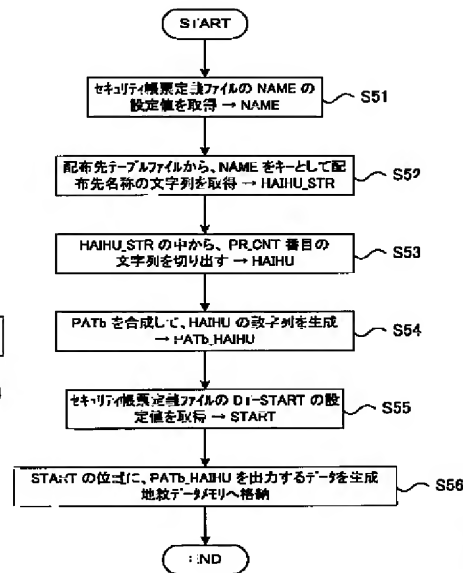 START
セキュリティ帳票定義ファイルの NAME の
設定値を取得 → NAME
S51
配布先テーブルファイルから、NAMEをキーとして配
布先名称の文字列を取得 → HAIHU_STR
S52
HAIHU_STR の中から、PR_CNT 番目の
文字列を切り出す → HAIHU
S53
PATb を合成して、HAIHU の数字列を生成
→ PATb_HAIHU
S54
セキュリティ帳票定義ファイルの DT-START の設
定値を取得 → START
S55
START の位置に、PATb_HAIHU を出力するデータを生成
地紋データメモリへ格納
S56
END